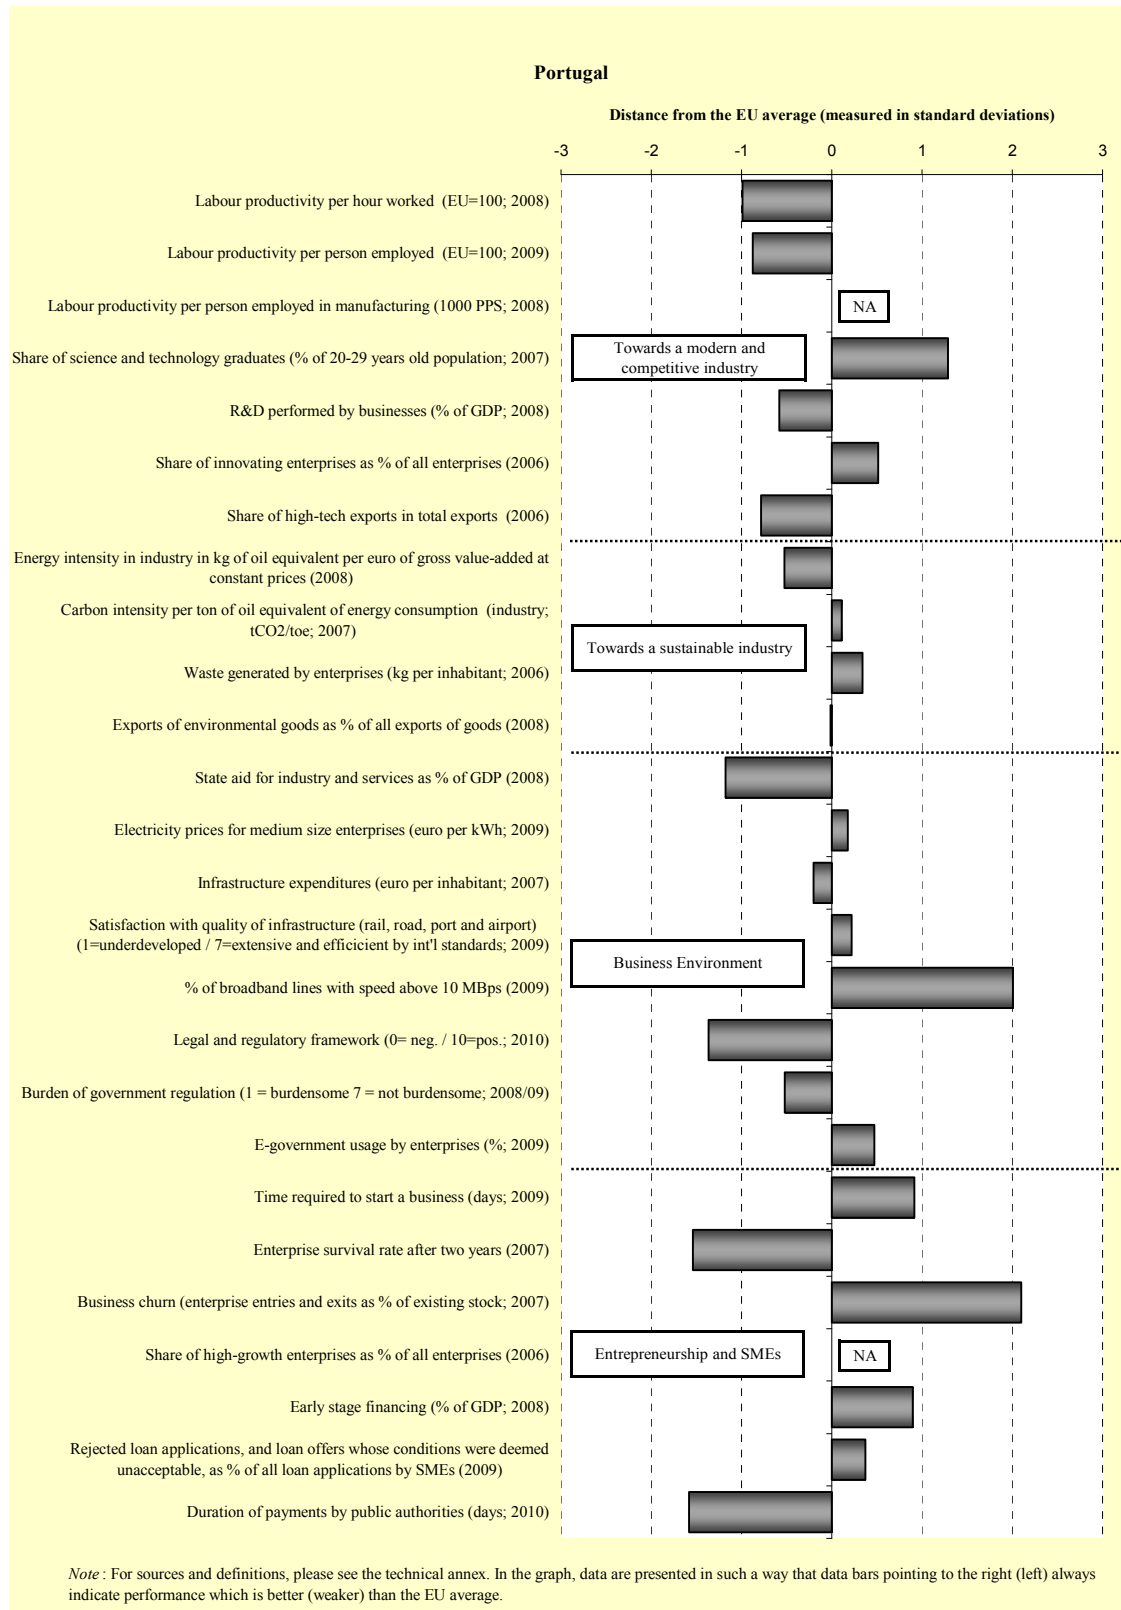 Portugal
Distance from the EU average (measured in standard deviations)
-3 -2 -1 0 1 2 3
Labour productivity per hour worked (EU=100; 2008)
Labour productivity per person employed (EU=100; 2009)
Labour productivity per person employed in manufacturing (1000 PPS; 2008)
NA
Share of science and technology graduates (% of 20-29 years old population; 2007)
Towards a modern and
competitive industry
R&D performed by businesses (% of GDP; 2008)
Share of innovating enterprises as % of all enterprises (2006)
Share of high-tech exports in total exports (2006)
Energy intensity in industry in kg of oil equivalent per euro of gross value-added at
constant prices (2008)
Carbon intensity per ton of oil equivalent of energy consumption (industry;
tCO2/toe; 2007)
Towards a sustainable industry
Waste generated by enterprises (kg per inhabitant; 2006)
Exports of environmental goods as % of all exports of goods (2008)
State aid for industry and services as % of GDP (2008)
Electricity prices for medium size enterprises (euro per kWh; 2009)
Infrastructure expenditures (euro per inhabitant; 2007)
Satisfaction with quality of infrastructure (rail, road, port and airport)
(1=underdeveloped / 7=extensive and efficicient by int'l standards; 2009)
Business Environment
% of broadband lines with speed above 10 MBps (2009)
Legal and regulatory framework (0= neg. / 10=pos.; 2010)
Burden of government regulation (1 = burdensome 7 = not burdensome; 2008/09)
E-government usage by enterprises (%; 2009)
Time required to start a business (days; 2009)
Enterprise survival rate after two years (2007)
Business churn (enterprise entries and exits as % of existing stock; 2007)
Share of high-growth enterprises as % of all enterprises (2006)
Entrepreneurship and SMEs
NA
Early stage financing (% of GDP; 2008)
Rejected loan applications, and loan offers whose conditions were deemed
unacceptable, as % of all loan applications by SMEs (2009)
Duration of payments by public authorities (days; 2010)
Note : For sources and definitions, please see the technical annex. In the graph, data are presented in such a way that data bars pointing to the right (left) always
indicate performance which is better (weaker) than the EU average.